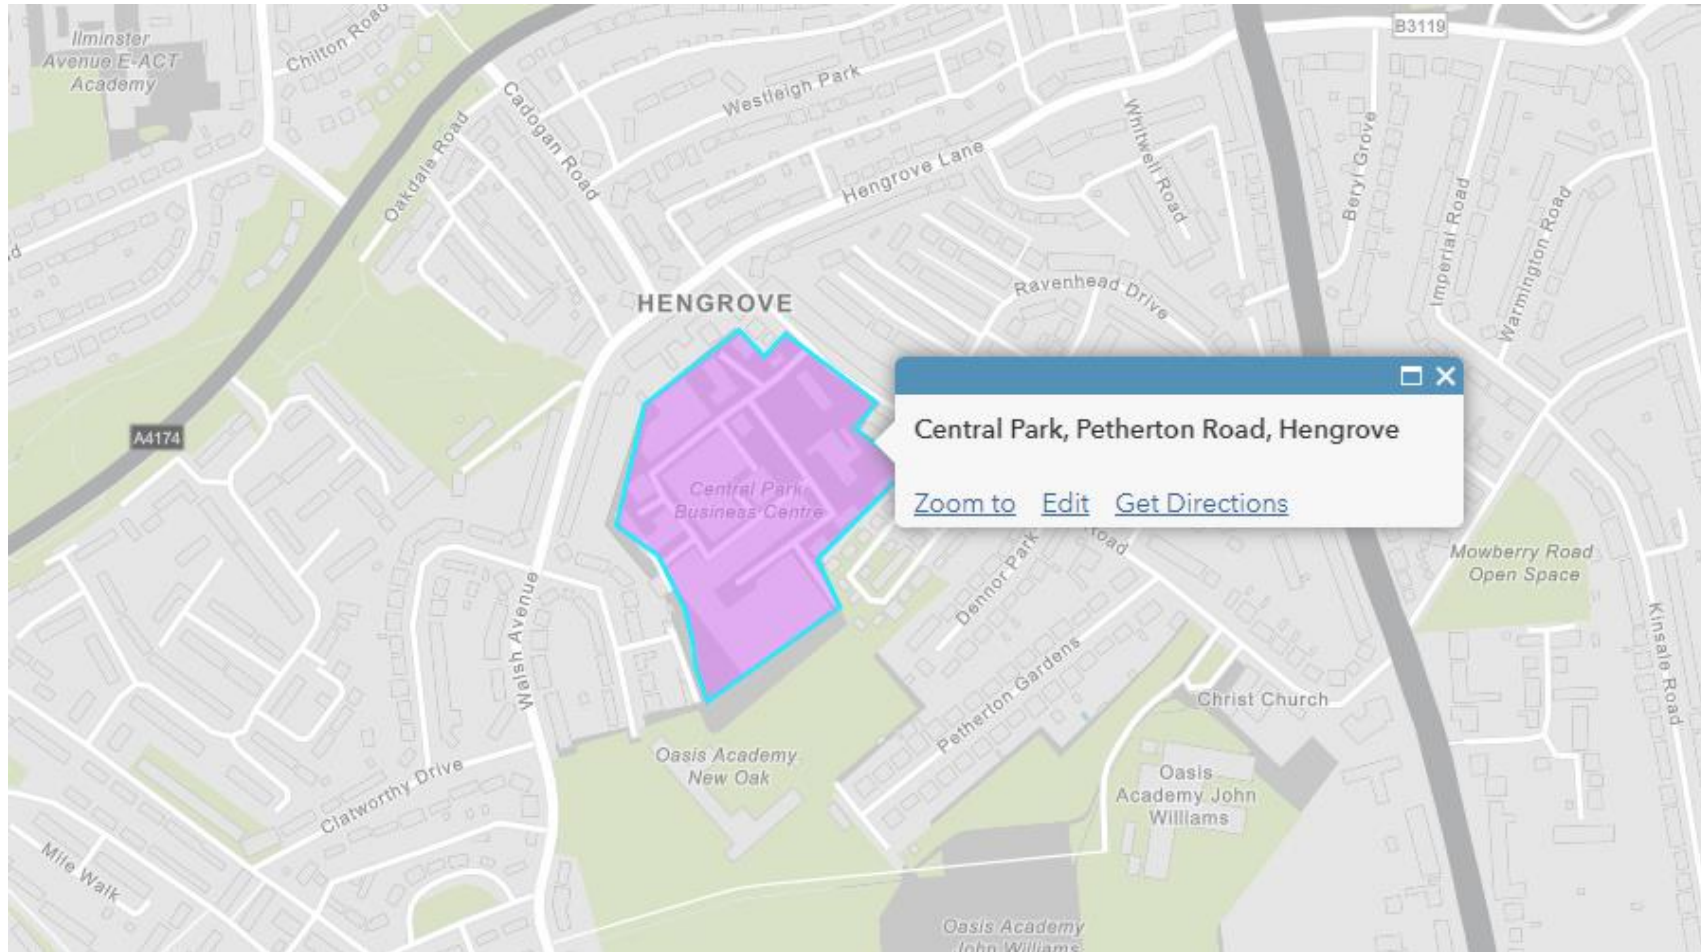 Ilminster
Avenue E-ACT
Academy
Chilton Road
B3119
Cadogan Road
Westleigh Park
Oakdale Road
Whitwell Road
Beryl Grove
Hengrove Lane
Imperial Road
Warmington Road
Ravenhead Drive
HENGROVE
A4174
Central Park, Petherton Road, Hengrove
Zoom to Edit Get Directions
Central Park
Business Centre
Road
Dennor Park
Mowberry Road
Open Space
Walsh Avenue
Kinsale Road
Petherton Gardens
Christ Church
Oasis Academy
New Oak
Oasis
Academy John
Williams
Clatworthy Drive
Mile Walk
Oasis Academy
John Williams